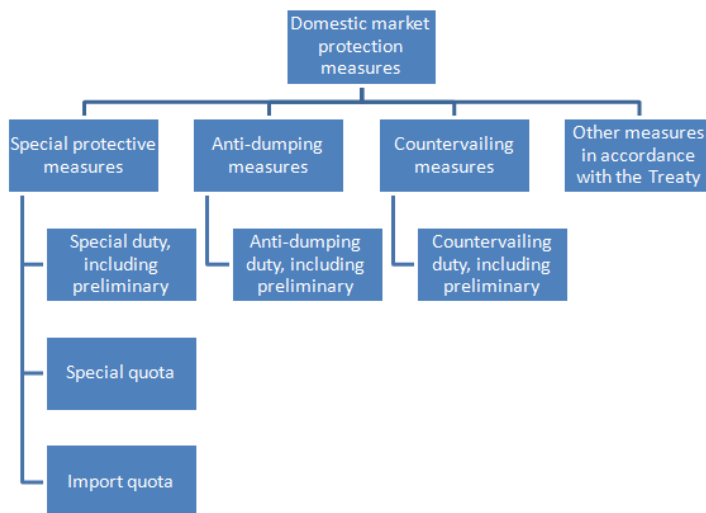 Domestic market
protection
measures
Special protective
measures
Anti-dumping
measures
Countervailing
measures
Other measures
in accordance
with the Treaty
Special duty,
including
preliminary
Anti-dumping
duty, including
preliminary
Countervailing
duty, including
preliminary
Special quota
Import quota